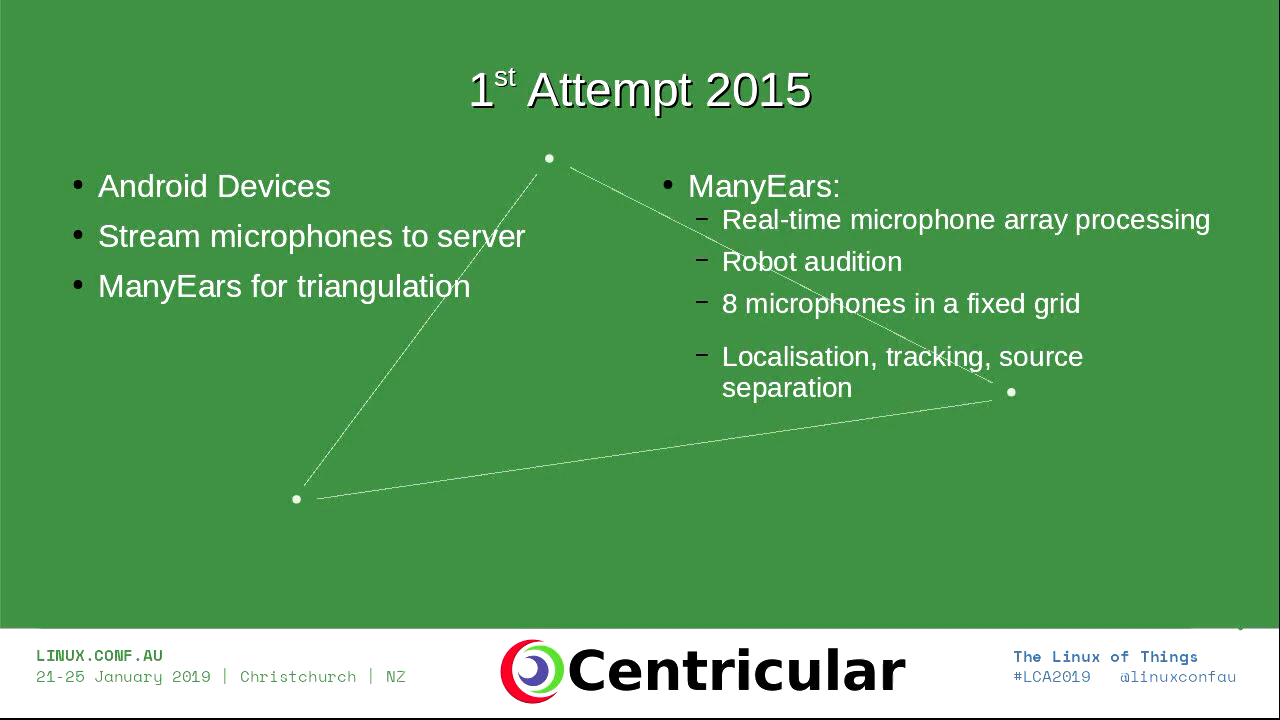 1st Attempt 2015
• Android Devices
• Stream microphones to server
• ManyEars for triangulation
• ManyEars:
– Real-time microphone array processing
– Robot audition
– 8 microphones in a fixed grid
– Localisation, tracking, source
separation
LINUX.CONF.AU
21-25 January 2019 | Christchurch | NZ
Centricular
The Linux of Things
#LCA2019 @linuxconfau